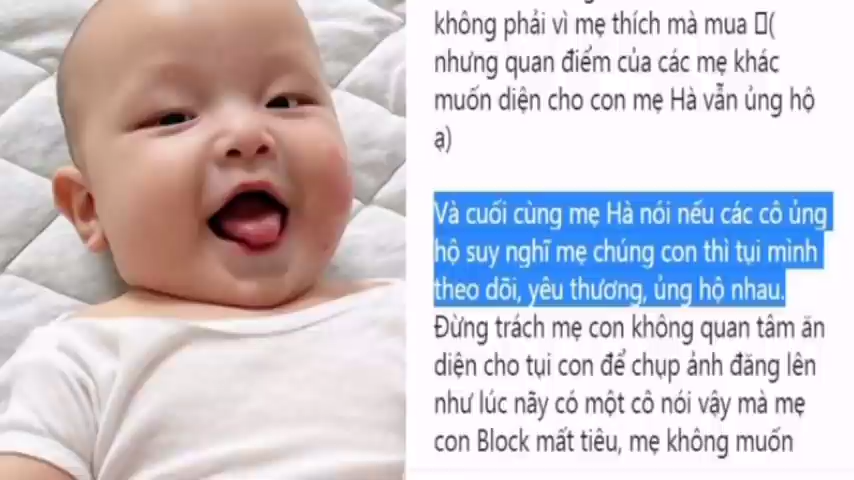 không phải vì mẹ thích mà mua □(
nhưng quan điểm của các mẹ khác
muốn diện cho con mẹ Hà vẫn ủng hộ
ạ)
Và cuối cùng mẹ Hà nói nếu các cô ủng
hộ suy nghĩ mẹ chúng con thì tụi mình
theo dõi, yêu thương, ủng hộ nhau.
Đừng trách mẹ con không quan tâm ăn
diện cho tụi con để chụp ảnh đăng lên
như lúc nãy có một cô nói vậy mà mẹ
con Block mất tiêu, mẹ không muốn